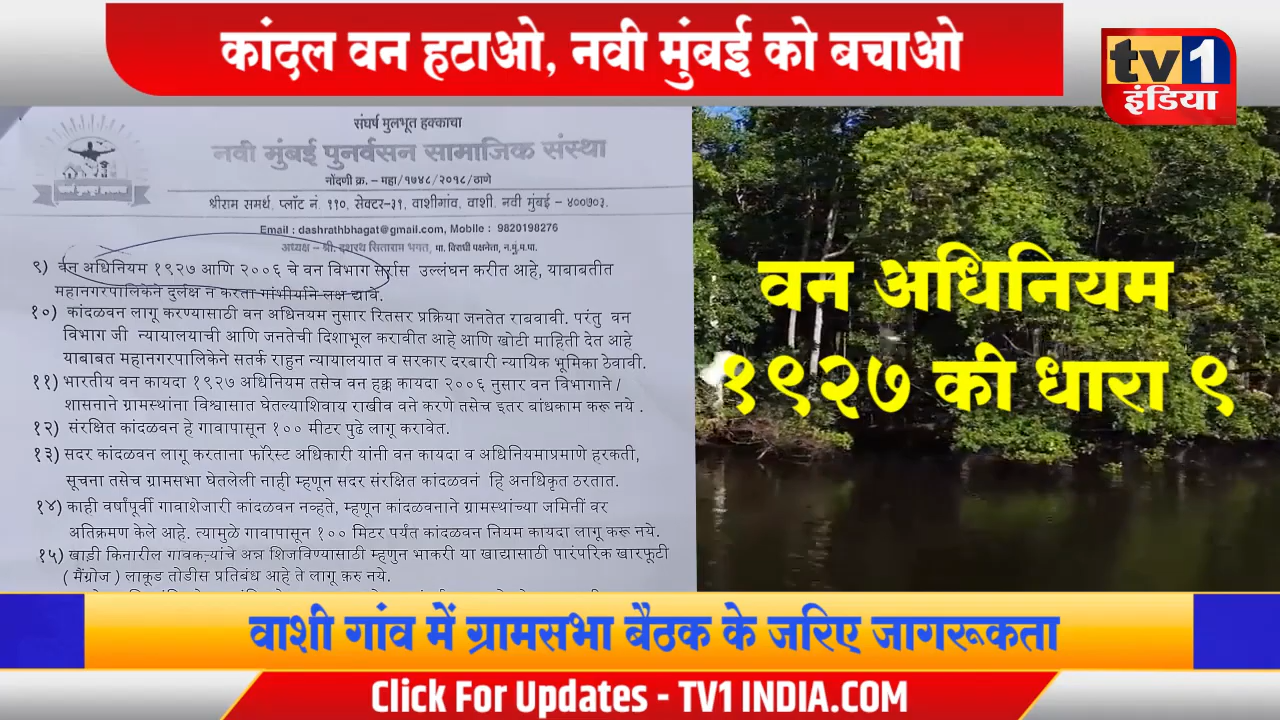 कांदल वन हटाओ, नवी मुंबई को बचाओ
tv1
इंडिया
संघर्ष मुलभूत हक्काचा
नवी मुंबई पुनर्वसन सामाजिक संस्था
नोंदणी क्र. – महा/१७४८/२०१८/ठाणे
श्रीराम समर्थ, प्लॉट नं. ११०, सेक्टर-३१, वाशीगांव, वाशी, नवी मुंबई – ४००७०३.
Email : dashrathbhagat@gmail.com, Mobile : 9820198276
अध्यक्ष – श्री. दशरथ सिताराम भगत, मा. विरोधी पक्षनेता, न.मुं.म.पा.
९) वन अधिनियम १९२७ आणि २००६ चे वन विभाग सर्रास उल्लंघन करीत आहे, याबाबतीत
महानगरपालिकेने दुर्लक्ष न करता गांभीर्याने लक्ष द्यावे.
१०) कांदळवन लागू करण्यासाठी वन अधिनियम नुसार रितसर प्रक्रिया जनतेत राबवावी. परंतु वन
विभाग जी न्यायालयाची आणि जनतेची दिशाभूल करावीत आहे आणि खोटी माहिती देत आहे
याबाबत महानगरपालिकेने सतर्क राहुन न्यायालयात व सरकार दरबारी न्यायिक भूमिका ठेवावी.
११) भारतीय वन कायदा १९२७ अधिनियम तसेच वन हक्क कायदा २००६ नुसार वन विभागाने /
शासनाने ग्रामस्थांना विश्वासात घेतल्याशिवाय राखीव वने करणे तसेच इतर बांधकाम करू नये .
१२) संरक्षित कांदळवन हे गावापासून १०० मीटर पुढे लागू करावेत.
१३) सदर कांदळवन लागू करताना फॉरेस्ट अधिकारी यांनी वन कायदा व अधिनियमाप्रमाणे हरकती,
सूचना तसेच ग्रामसभा घेतलेली नाही म्हणून सदर संरक्षित कांदळवनं हि अनधिकृत ठरतात.
१४) काही वर्षांपूर्वी गावाशेजारी कांदळवन नव्हते, म्हणून कांदळवनाने ग्रामस्थांच्या जमिनीं वर
अतिक्रमण केले आहे. त्यामुळे गावापासून १०० मिटर पर्यंत कांदळवन नियम कायदा लागू करू नये.
१५) खाडी किनारील गावकऱ्यांचे अन्न शिजविण्यासाठी म्हणुन भाकरी या खाद्यासाठी पारंपरिक खारफूटी
( मँग्रोज ) लाकूड तोडीस प्रतिबंध आहे ते लागू करु नये.
वन अधिनियम
१९२७ की धारा ९
वाशी गांव में ग्रामसभा बैठक के जरिए जागरूकता
Click For Updates - TV1 INDIA.COM